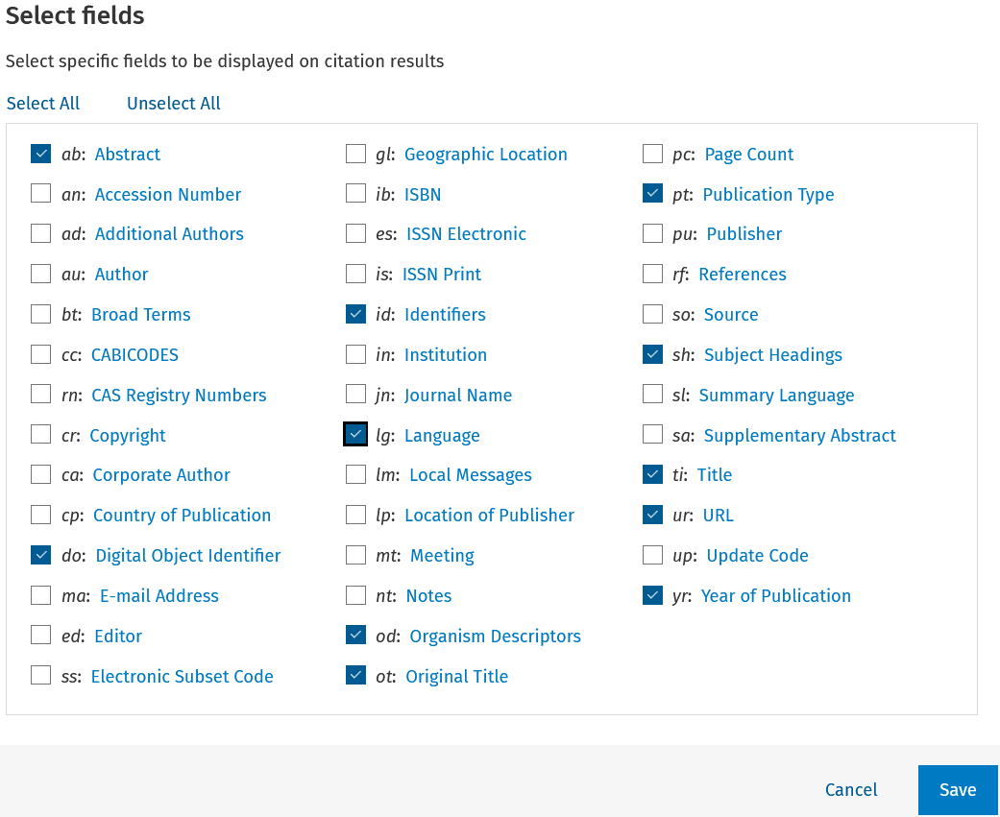 Select fields
Select specific fields to be displayed on citation results
Select All Unselect All
ab: Abstract
an: Accession Number
ad: Additional Authors
au: Author
bt: Broad Terms
cc: CABICODES
rn: CAS Registry Numbers
cr: Copyright
ca: Corporate Author
cp: Country of Publication
do: Digital Object Identifier
ma: E-mail Address
ed: Editor
ss: Electronic Subset Code
gl: Geographic Location
ib: ISBN
es: ISSN Electronic
is: ISSN Print
id: Identifiers
in: Institution
jn: Journal Name
lg: Language
lm: Local Messages
lp: Location of Publisher
mt: Meeting
nt: Notes
od: Organism Descriptors
ot: Original Title
pc: Page Count
pt: Publication Type
pu: Publisher
rf: References
so: Source
sh: Subject Headings
sl: Summary Language
sa: Supplementary Abstract
ti: Title
ur: URL
up: Update Code
yr: Year of Publication
Cancel Save